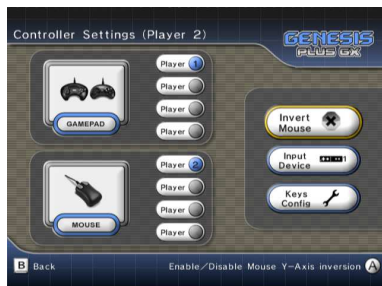 Controller Settings (Player 2)
GENESIS
PLUS GX
Player 1
Player
Player
Player
GAMEPAD
Player 2
Player
Player
Player
MOUSE
Invert
Mouse
Input
Device
1
Keys
Config
B Back
Enable/Disable Mouse Y-Axis inversion A